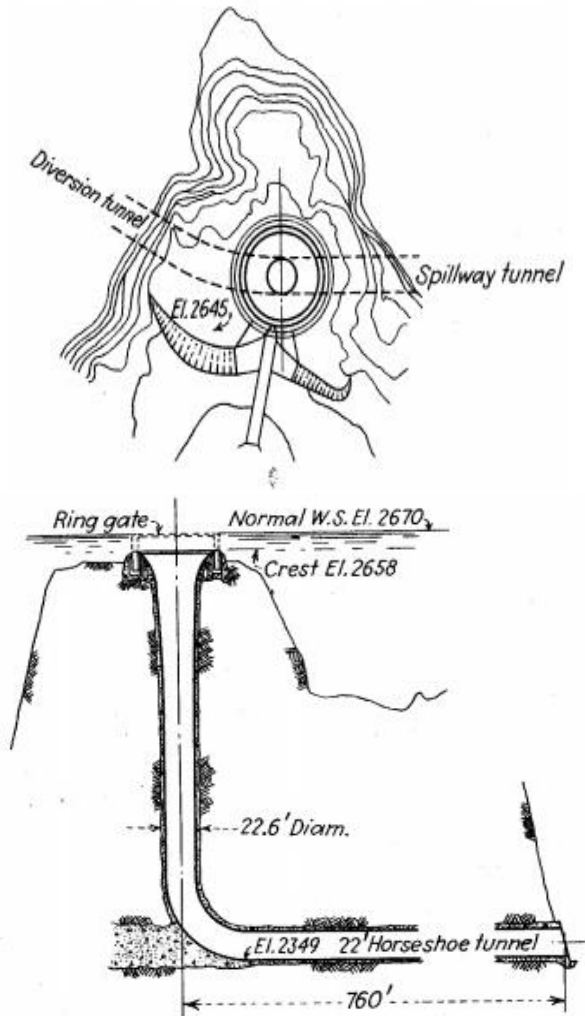 Diversion tunnel
Spillway tunnel
El.2645
Ring gate
Normal W.S. El. 2670
Crest El.2658
22.6' Diam.
El.2349 22' Horseshoe tunnel
760'